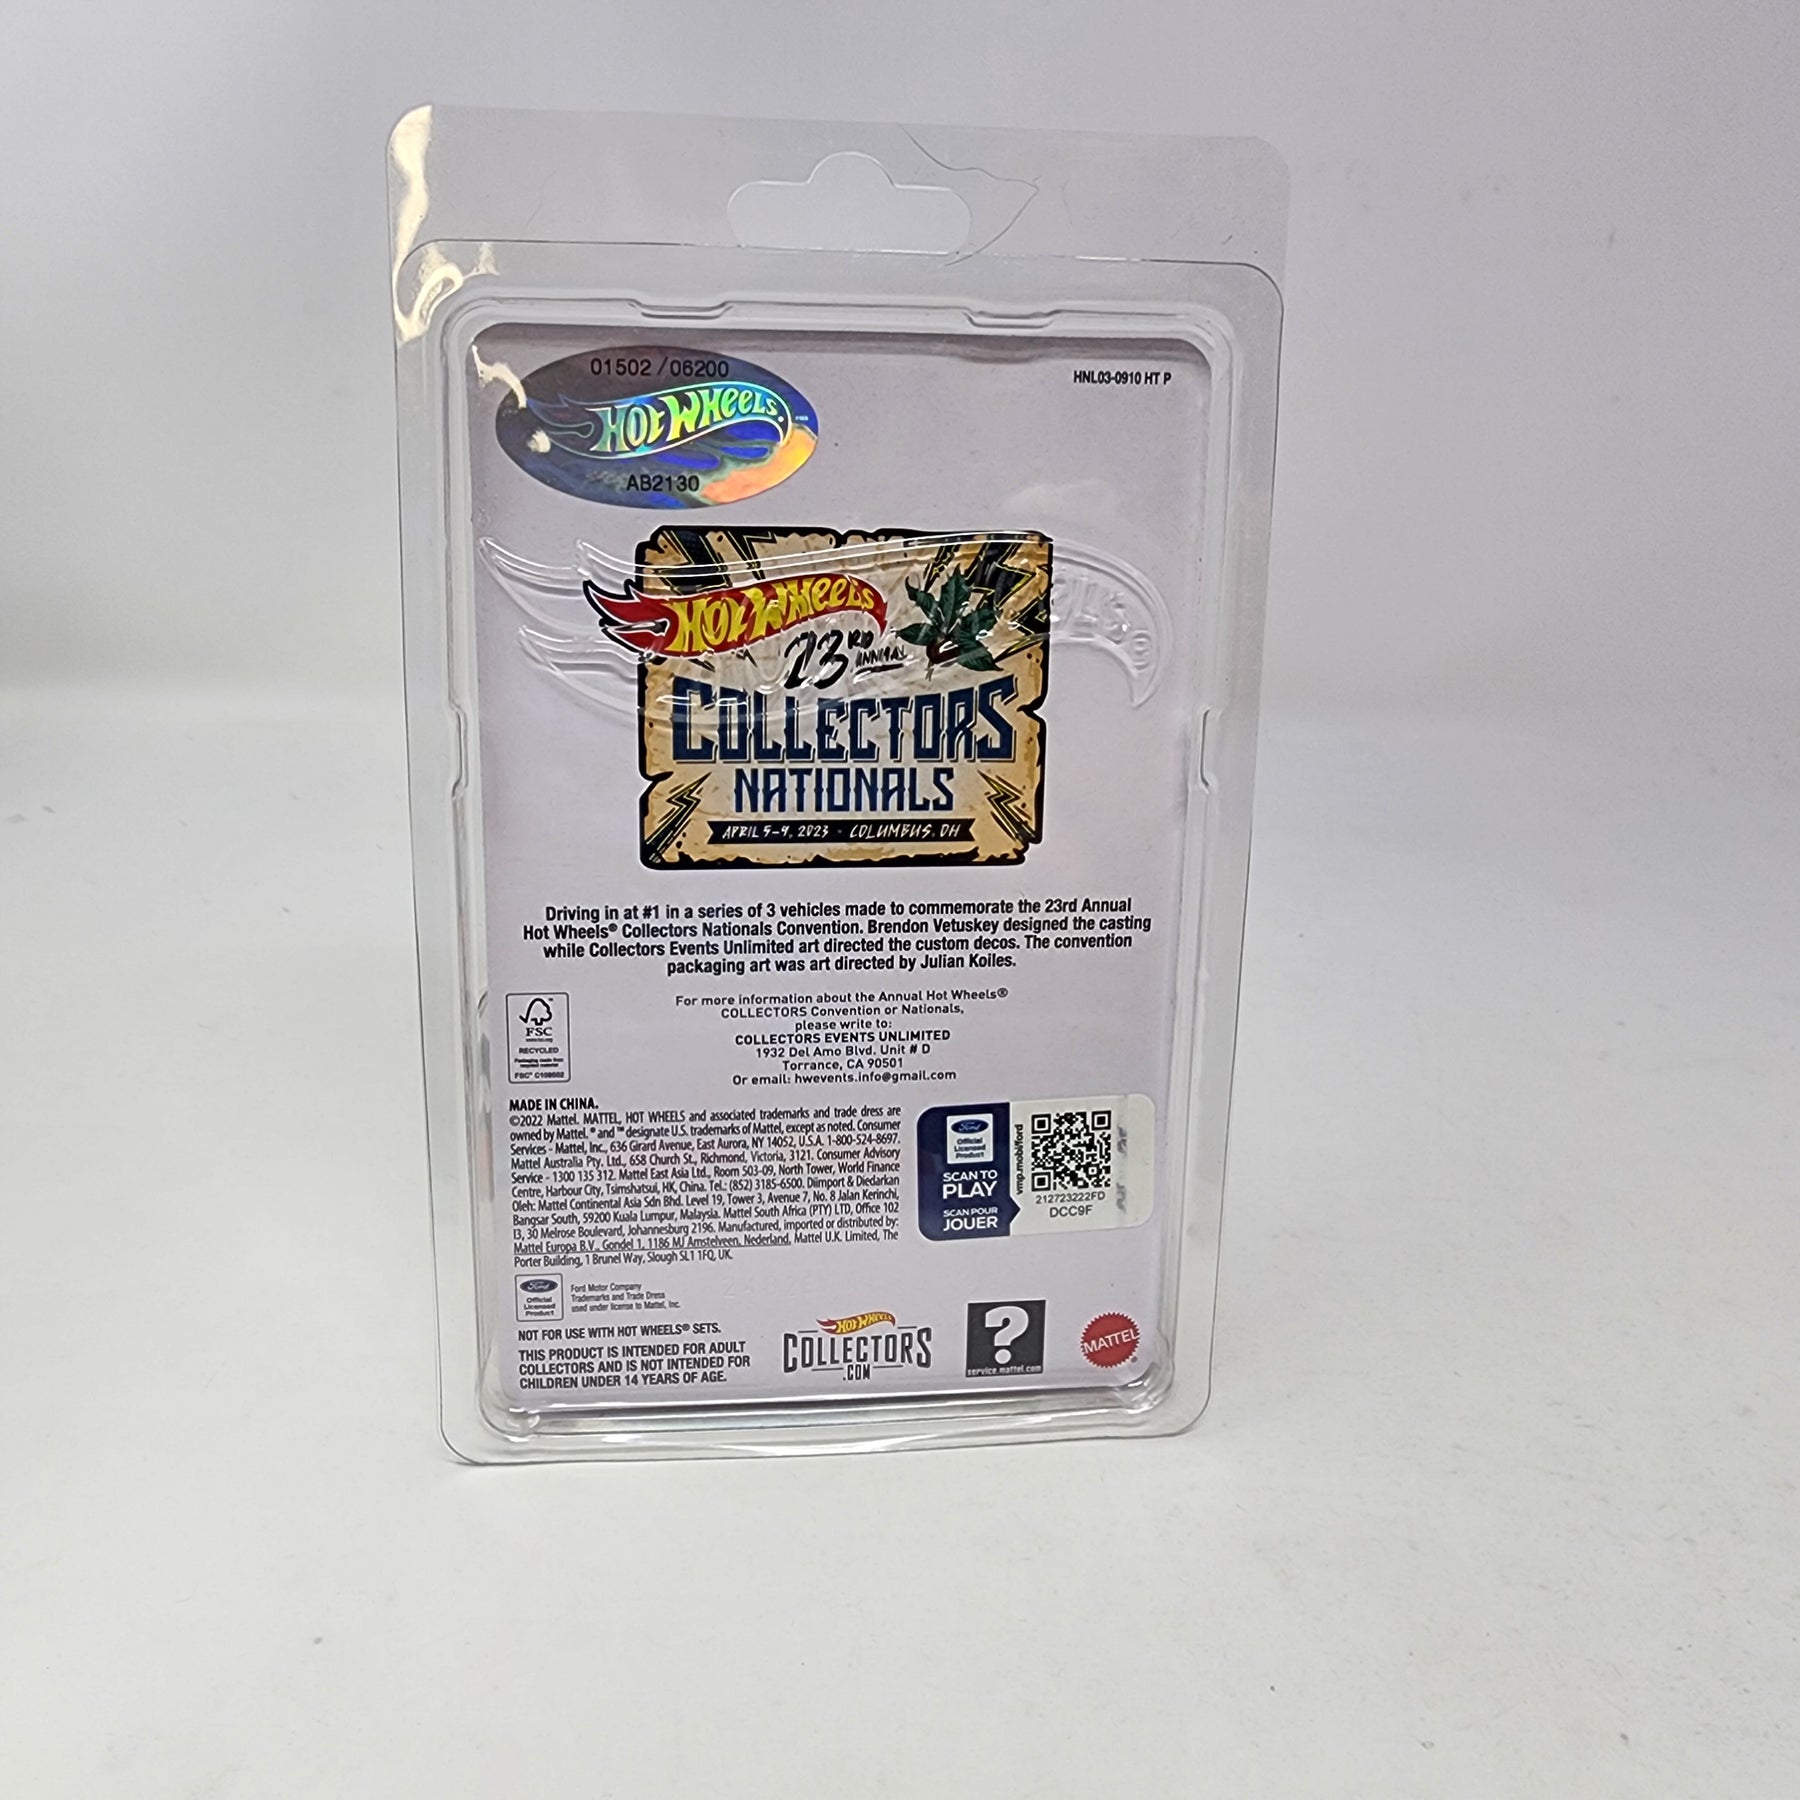 01502 /06200
HOT WHEELS
AB2130
HNL03-0910 HT P
HOT WHEELS
23RD ANNUAL
COLLECTORS
NATIONALS
APRIL 5-9, 2023 · COLUMBUS, OH
Driving in at #1 in a series of 3 vehicles made to commemorate the 23rd Annual
Hot Wheels® Collectors Nationals Convention. Brendon Vetuskey designed the casting
while Collectors Events Unlimited art directed the custom decos. The convention
packaging art was art directed by Julian Koiles.
For more information about the Annual Hot Wheels®
COLLECTORS Convention or Nationals,
please write to:
COLLECTORS EVENTS UNLIMITED
1932 Del Amo Blvd. Unit # D
Torrance, CA 90501
Or email: hwevents.info@gmail.com
FSC
RECYCLED
Packaging made from
recycled material
FSC® C108502
MADE IN CHINA.
©2022 Mattel. MATTEL, HOT WHEELS and associated trademarks and trade dress are
owned by Mattel. ® and ™ designate U.S. trademarks of Mattel, except as noted. Consumer
Services - Mattel, Inc., 636 Girard Avenue, East Aurora, NY 14052, U.S.A. 1-800-524-8697.
Mattel Australia Pty. Ltd., 658 Church St., Richmond, Victoria, 3121. Consumer Advisory
Service - 1300 135 312. Mattel East Asia Ltd., Room 503-09, North Tower, World Finance
Centre, Harbour City, Tsimshatsui, HK, China. Tel.: (852) 3185-6500. Diimport & Diedarkan
Oleh: Mattel Continental Asia Sdn Bhd. Level 19, Tower 3, Avenue 7, No. 8 Jalan Kerinchi,
Bangsar South, 59200 Kuala Lumpur, Malaysia. Mattel South Africa (PTY) LTD, Office 102
I3, 30 Melrose Boulevard, Johannesburg 2196. Manufactured, imported or distributed by:
Mattel Europa B.V., Gondel 1, 1186 MJ Amstelveen, Nederland. Mattel U.K. Limited, The
Porter Building, 1 Brunel Way, Slough SL1 1FQ, UK.
Ford
Official
Licensed
Product
SCAN TO
PLAY
SCAN POUR
JOUER
vmp.mobi/ford
212723222FD
DCC9F
Ford
Official
Licensed
Product
Ford Motor Company
Trademarks and Trade Dress
used under license to Mattel, Inc.
NOT FOR USE WITH HOT WHEELS® SETS.
THIS PRODUCT IS INTENDED FOR ADULT
COLLECTORS AND IS NOT INTENDED FOR
CHILDREN UNDER 14 YEARS OF AGE.
HOT WHEELS
COLLECTORS
.COM
?
service.mattel.com
MATTEL